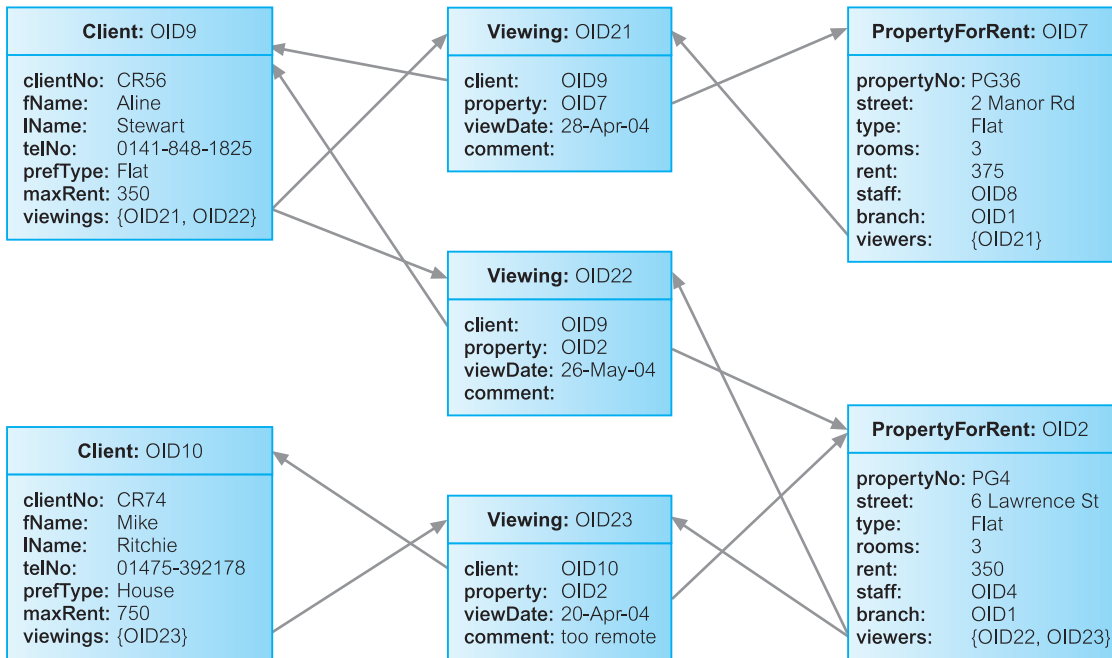 Client: OID9
clientNo: CR56
fName: Aline
lName: Stewart
telNo: 0141-848-1825
prefType: Flat
maxRent: 350
viewings: {OID21, OID22}
Viewing: OID21
client: OID9
property: OID7
viewDate: 28-Apr-04
comment:
PropertyForRent: OID7
propertyNo: PG36
street: 2 Manor Rd
type: Flat
rooms: 3
rent: 375
staff: OID8
branch: OID1
viewers: {OID21}
Viewing: OID22
client: OID9
property: OID2
viewDate: 26-May-04
comment:
Client: OID10
clientNo: CR74
fName: Mike
lName: Ritchie
telNo: 01475-392178
prefType: House
maxRent: 750
viewings: {OID23}
Viewing: OID23
client: OID10
property: OID2
viewDate: 20-Apr-04
comment: too remote
PropertyForRent: OID2
propertyNo: PG4
street: 6 Lawrence St
type: Flat
rooms: 3
rent: 350
staff: OID4
branch: OID1
viewers: {OID22, OID23}